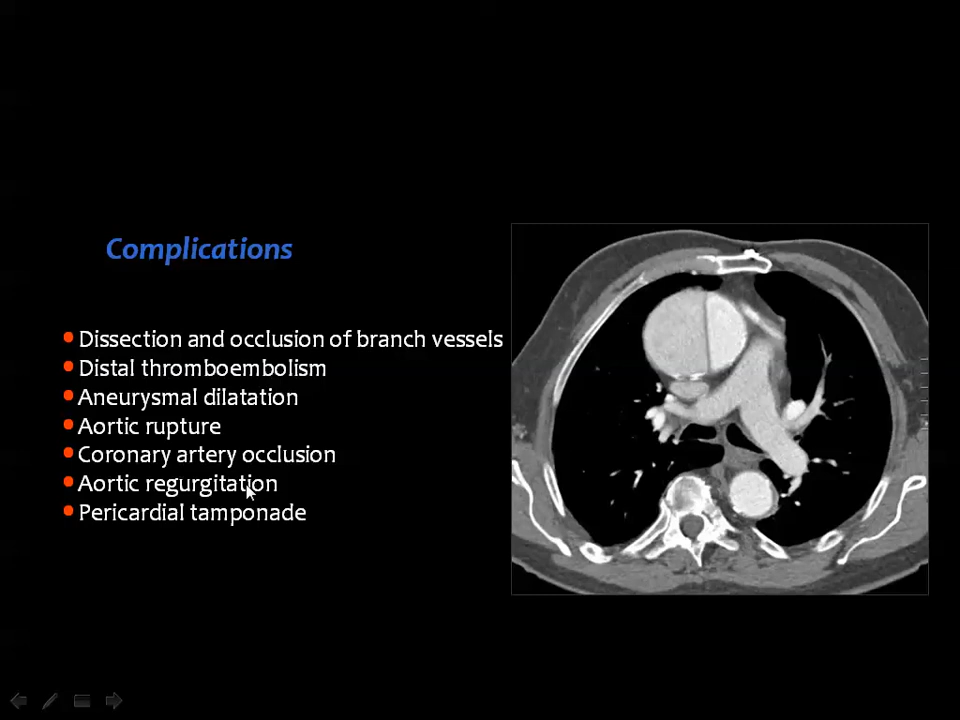 Complications
Dissection and occlusion of branch vessels
Distal thromboembolism
Aneurysmal dilatation
Aortic rupture
Coronary artery occlusion
Aortic regurgitation
Pericardial tamponade